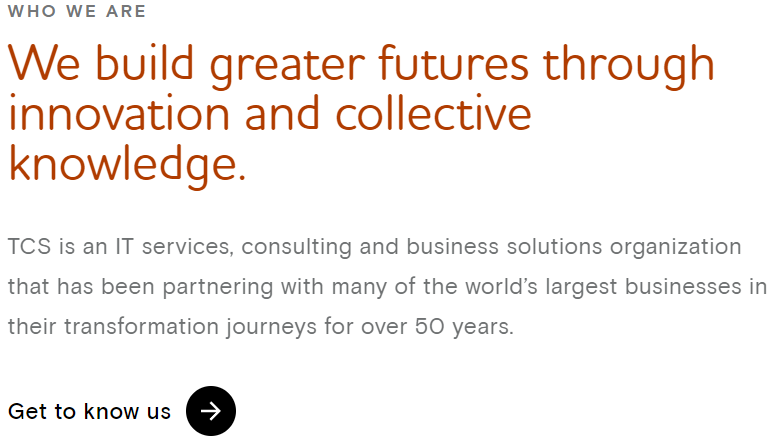 WHO WE ARE
We build greater futures through
innovation and collective
knowledge.
TCS is an IT services, consulting and business solutions organization
that has been partnering with many of the world’s largest businesses in
their transformation journeys for over 50 years.
Get to know us